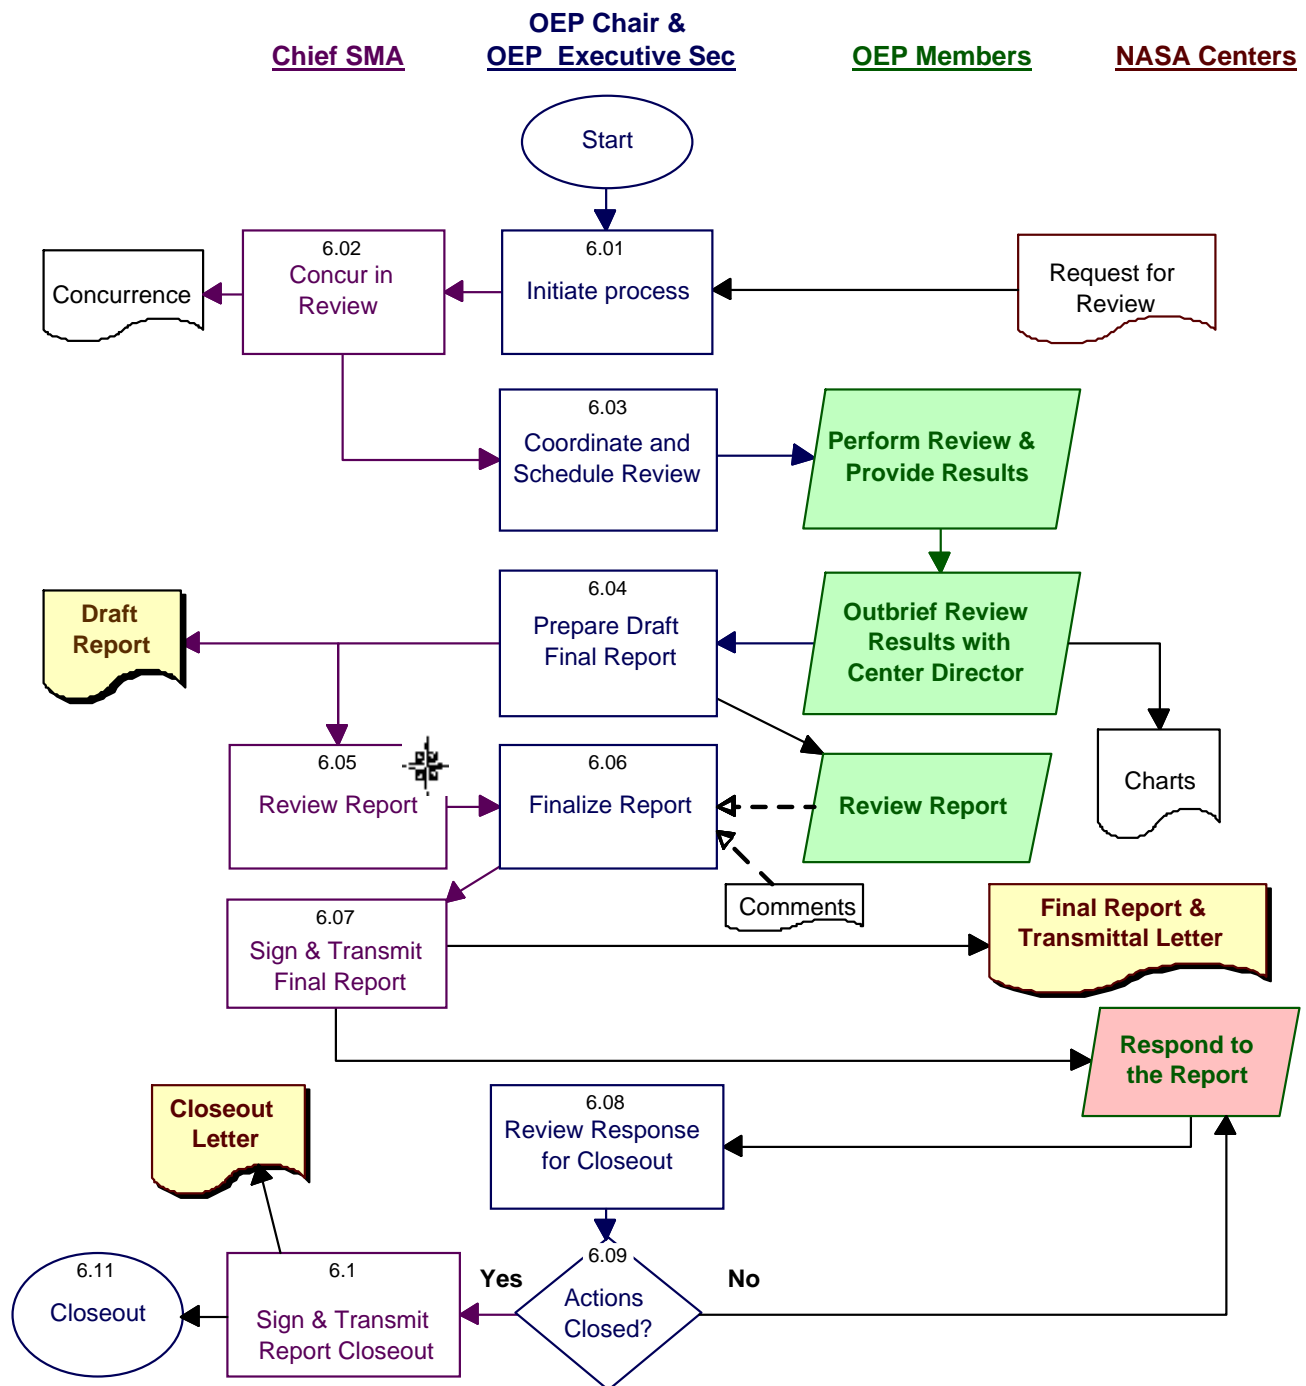 OEP Chair &
Chief SMA
OEP  Executive Sec
OEP Members
NASA Centers
Start
6.02
Concur in
Review
6.01
Initiate process
Request for
Review
Concurrence
6.03
Coordinate and
Schedule Review
Perform Review &
Provide Results
Draft
Report
6.04
Prepare Draft
Final Report
Outbrief Review
Results with
Center Director
Charts
6.05
Review Report
6.06
Finalize Report
Review Report
Comments
6.07
Sign & Transmit
Final Report
Final Report &
Transmittal Letter
Respond to
the Report
Closeout
Letter
6.08
Review Response
for Closeout
6.11
Closeout
6.1
Sign & Transmit
Report Closeout
Yes
6.09
Actions
Closed?
No